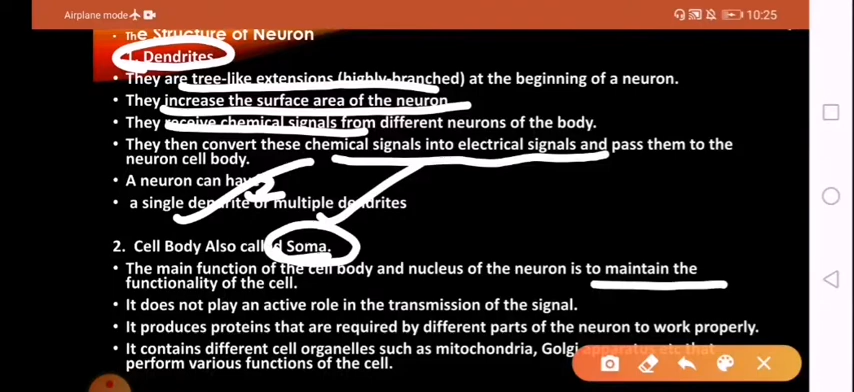 Airplane mode
10:25
• The Structure of Neuron
1. Dendrites
• They are tree-like extensions (highly branched) at the beginning of a neuron.
• They increase the surface area of the neuron
• They receive chemical signals from different neurons of the body.
• They then convert these chemical signals into electrical signals and pass them to the
neuron cell body.
• A neuron can have
• a single dendrite or multiple dendrites
2. Cell Body Also called Soma.
• The main function of the cell body and nucleus of the neuron is to maintain the
functionality of the cell.
• It does not play an active role in the transmission of the signal.
• It produces proteins that are required by different parts of the neuron to work properly.
• It contains different cell organelles such as mitochondria, Golgi apparatus etc that
perform various functions of the cell.